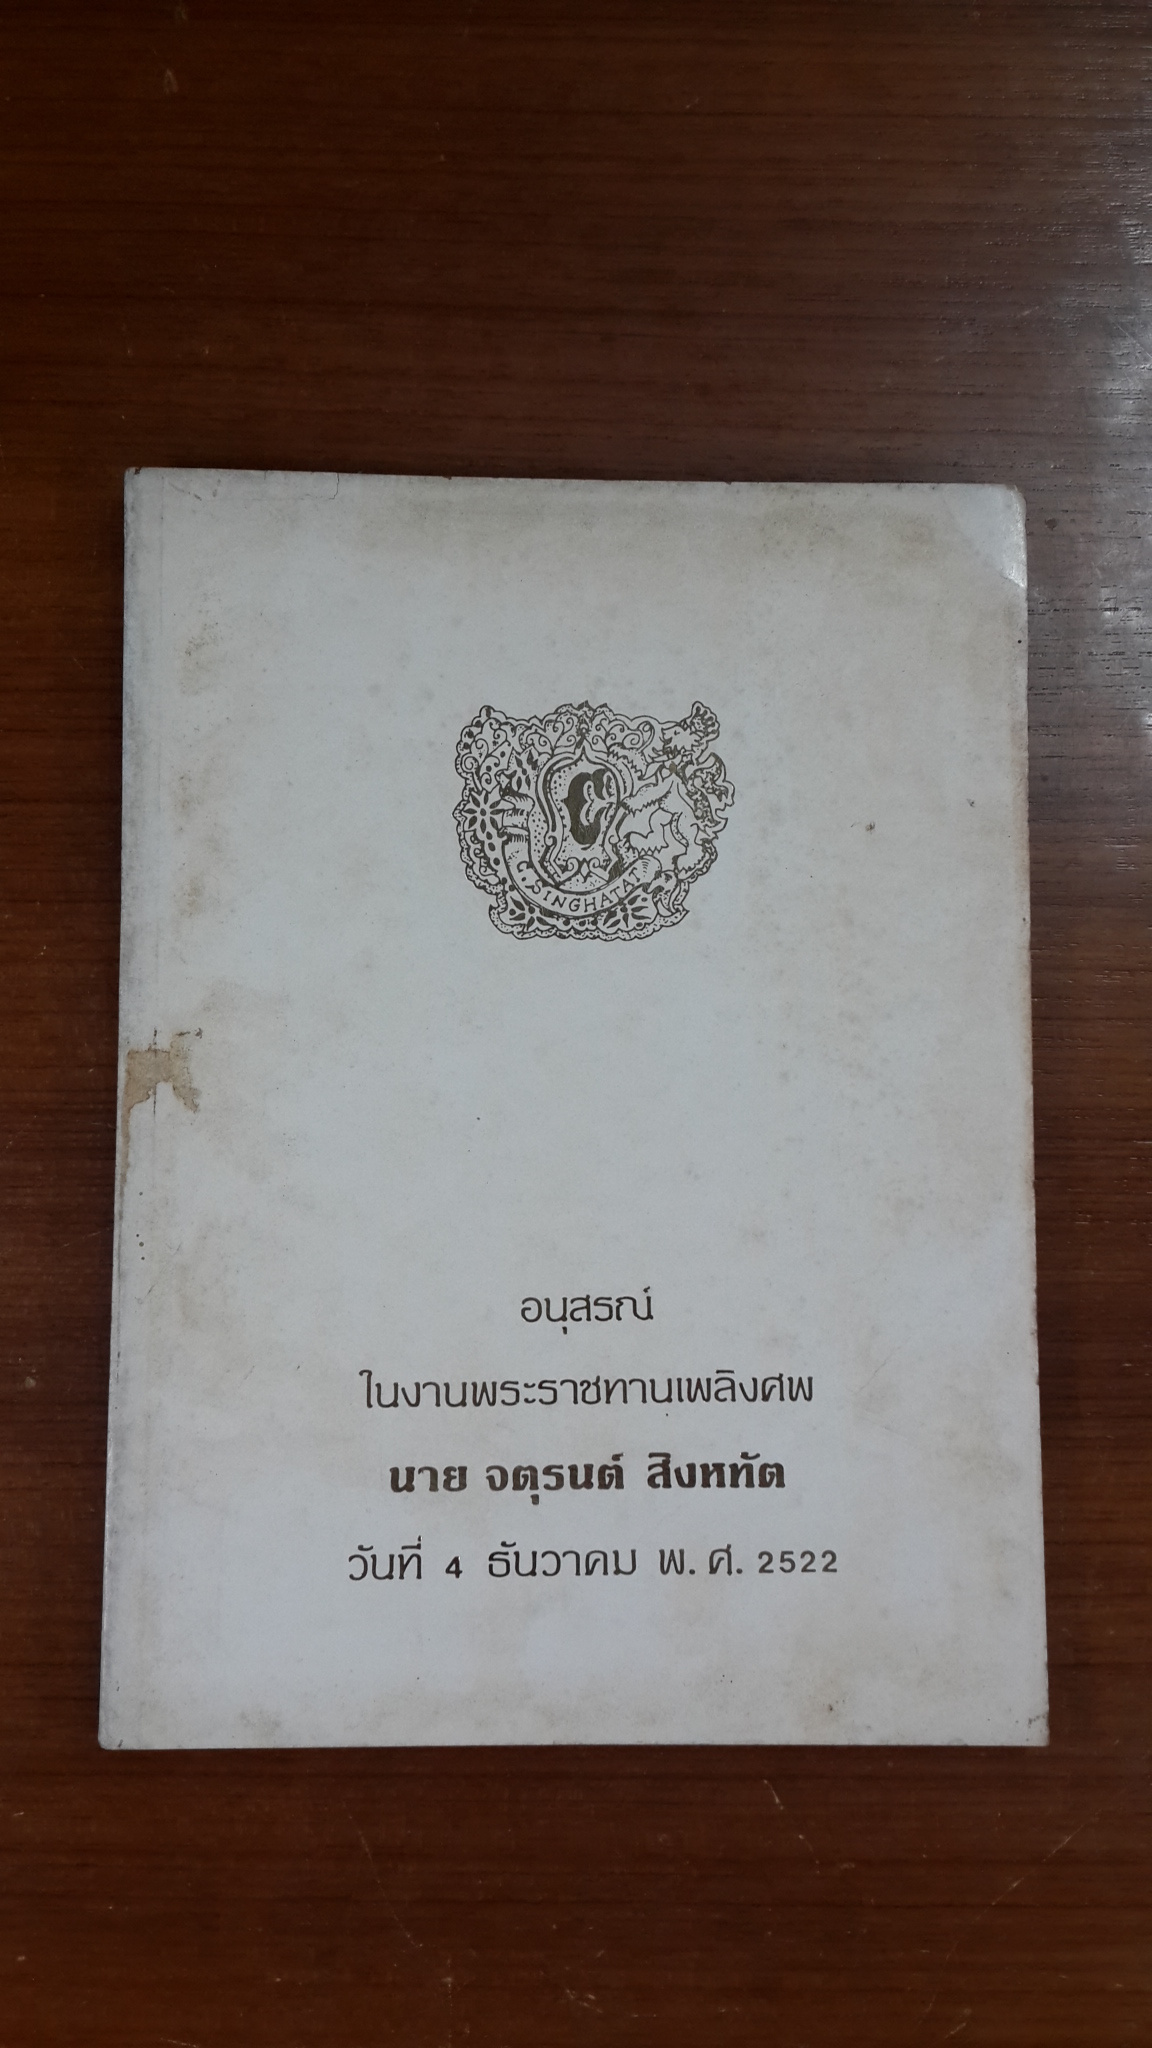 C. SINGHATAT
อนุสรณ์
ในงานพระราชทานเพลิงศพ
นาย จตุรนต์ สิงหทัต
วันที่ 4 ธันวาคม พ.ศ. 2522